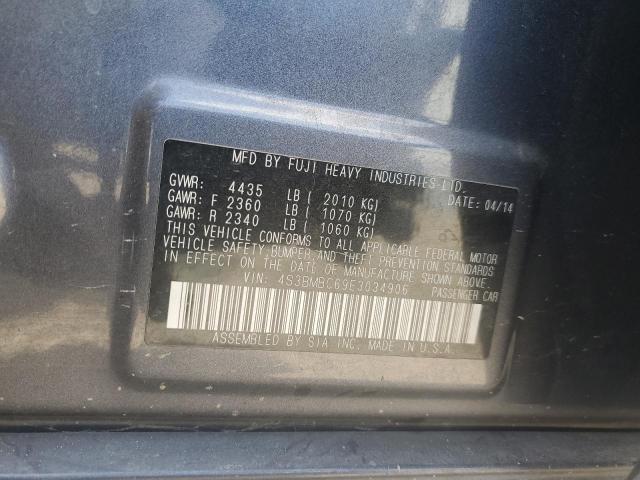 MFD BY FUJI HEAVY INDUSTRIES LTD.
GVWR: 4435 LB ( 2010 KG) DATE: 04/14
GAWR: F 2360 LB ( 1070 KG)
GAWR: R 2340 LB ( 1060 KG)
THIS VEHICLE CONFORMS TO ALL APPLICABLE FEDERAL MOTOR
VEHICLE SAFETY, BUMPER AND THEFT PREVENTION STANDARDS
IN EFFECT ON THE DATE OF MANUFACTURE SHOWN ABOVE.
VIN: 4S3BMBC69E3034906 PASSENGER CAR
ASSEMBLED BY SIA INC. MADE IN U.S.A.